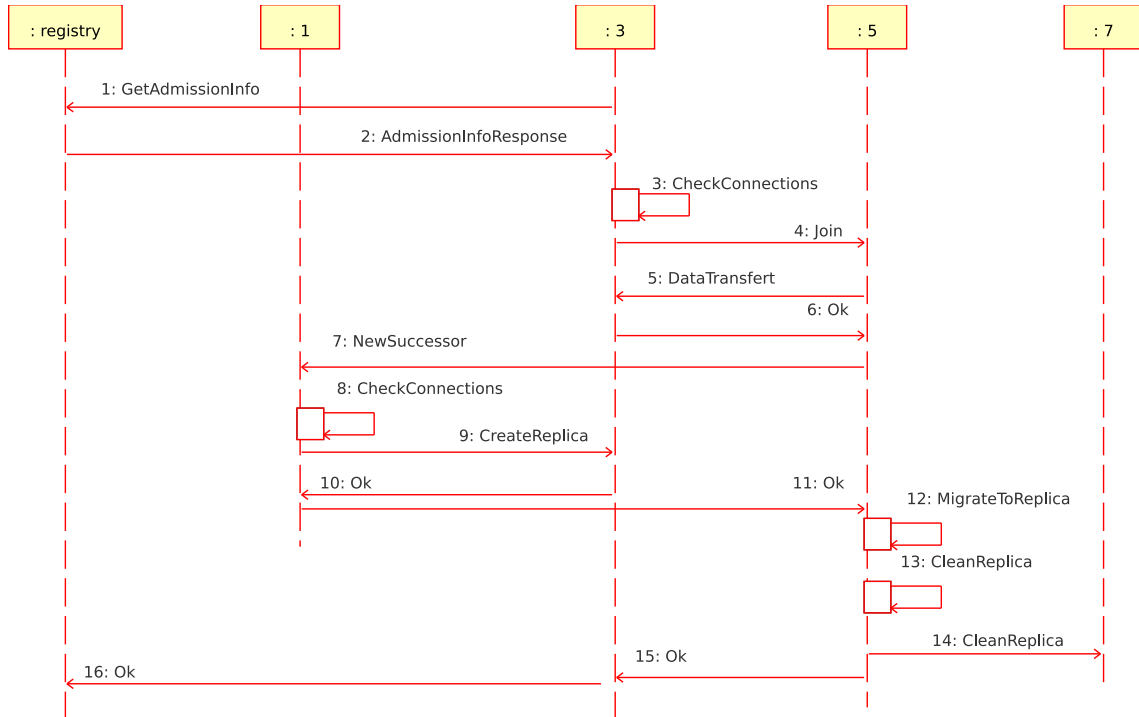 : registry
: 1
: 3
: 5
: 7
1: GetAdmissionInfo
2: AdmissionInfoResponse
3: CheckConnections
4: Join
5: DataTransfert
6: Ok
7: NewSuccessor
8: CheckConnections
9: CreateReplica
10: Ok
11: Ok
12: MigrateToReplica
13: CleanReplica
14: CleanReplica
15: Ok
16: Ok